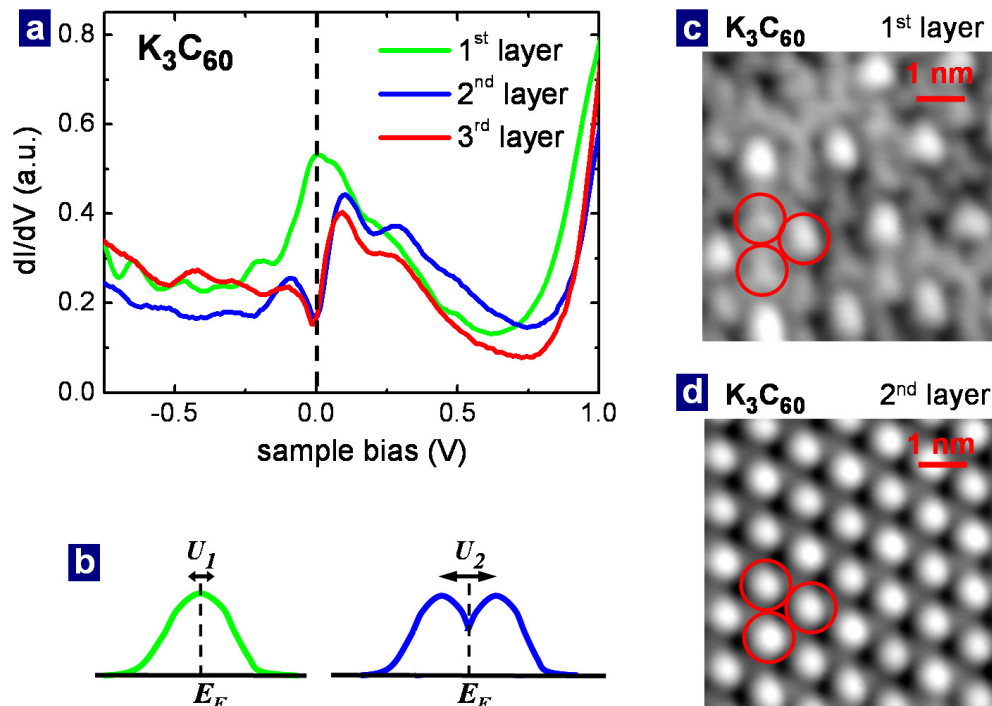 a
K₃C₆₀
1ˢᵗ layer
2ⁿᵈ layer
3ʳᵈ layer
dI/dV (a.u.)
0.8
0.6
0.4
0.2
0.0
-0.5
0.0
0.5
1.0
sample bias (V)
b
U₁
U₂
E_F
E_F
c K₃C₆₀ 1ˢᵗ layer
1 nm
d K₃C₆₀ 2ⁿᵈ layer
1 nm